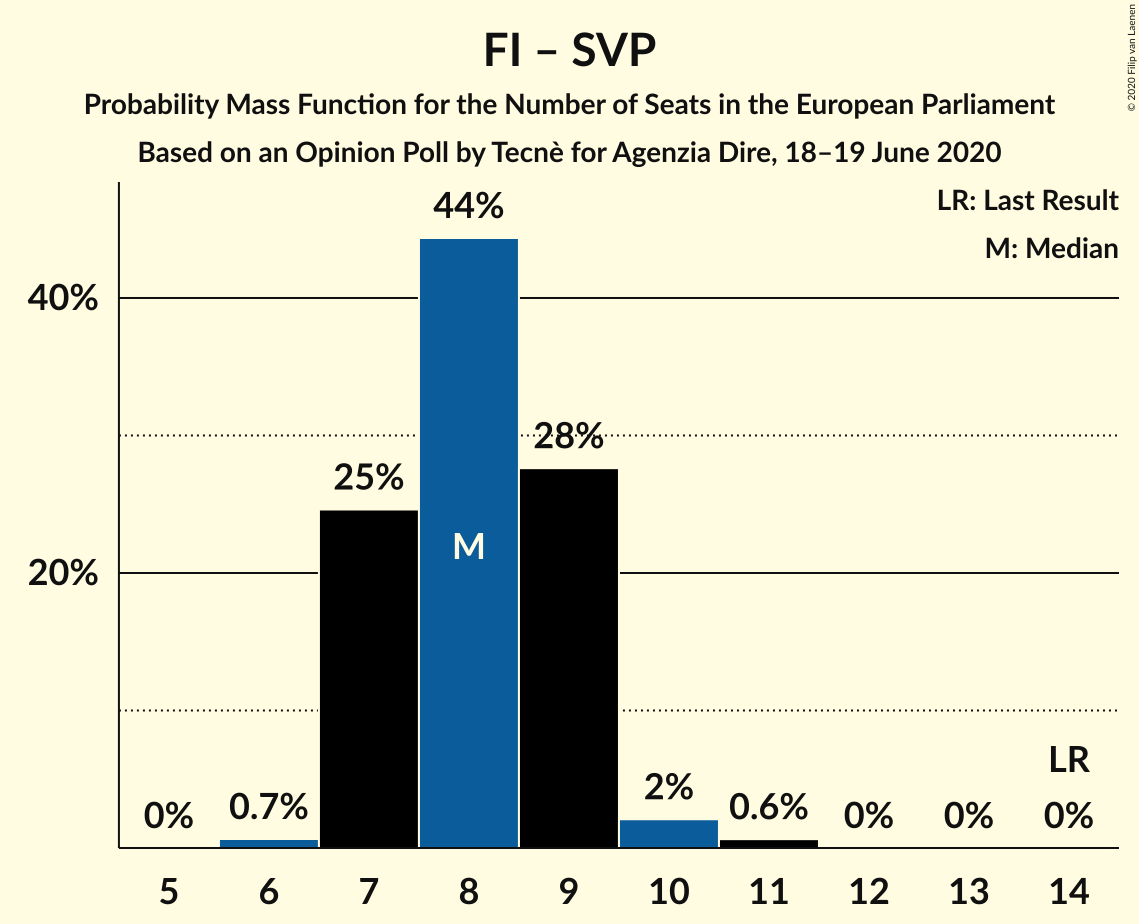 FI – SVP
Probability Mass Function for the Number of Seats in the European Parliament
Based on an Opinion Poll by Tecnè for Agenzia Dire, 18–19 June 2020
© 2020 Filip van Laenen
LR: Last Result
M: Median
44%
40%
28%
25%
M
20%
LR
0%
0.7%
2%
0.6%
0%
0%
0%
5 6 7 8 9 10 11 12 13 14